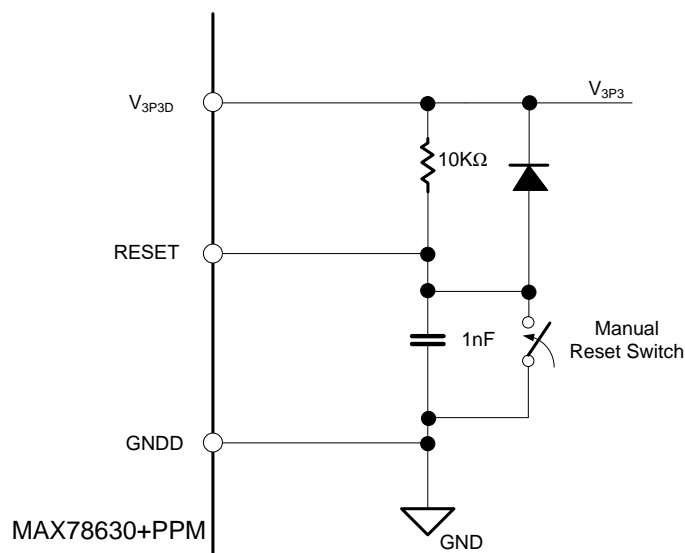 V3P3D
V3P3
10KΩ
RESET
1nF
Manual
Reset Switch
GNDD
MAX78630+PPM
GND